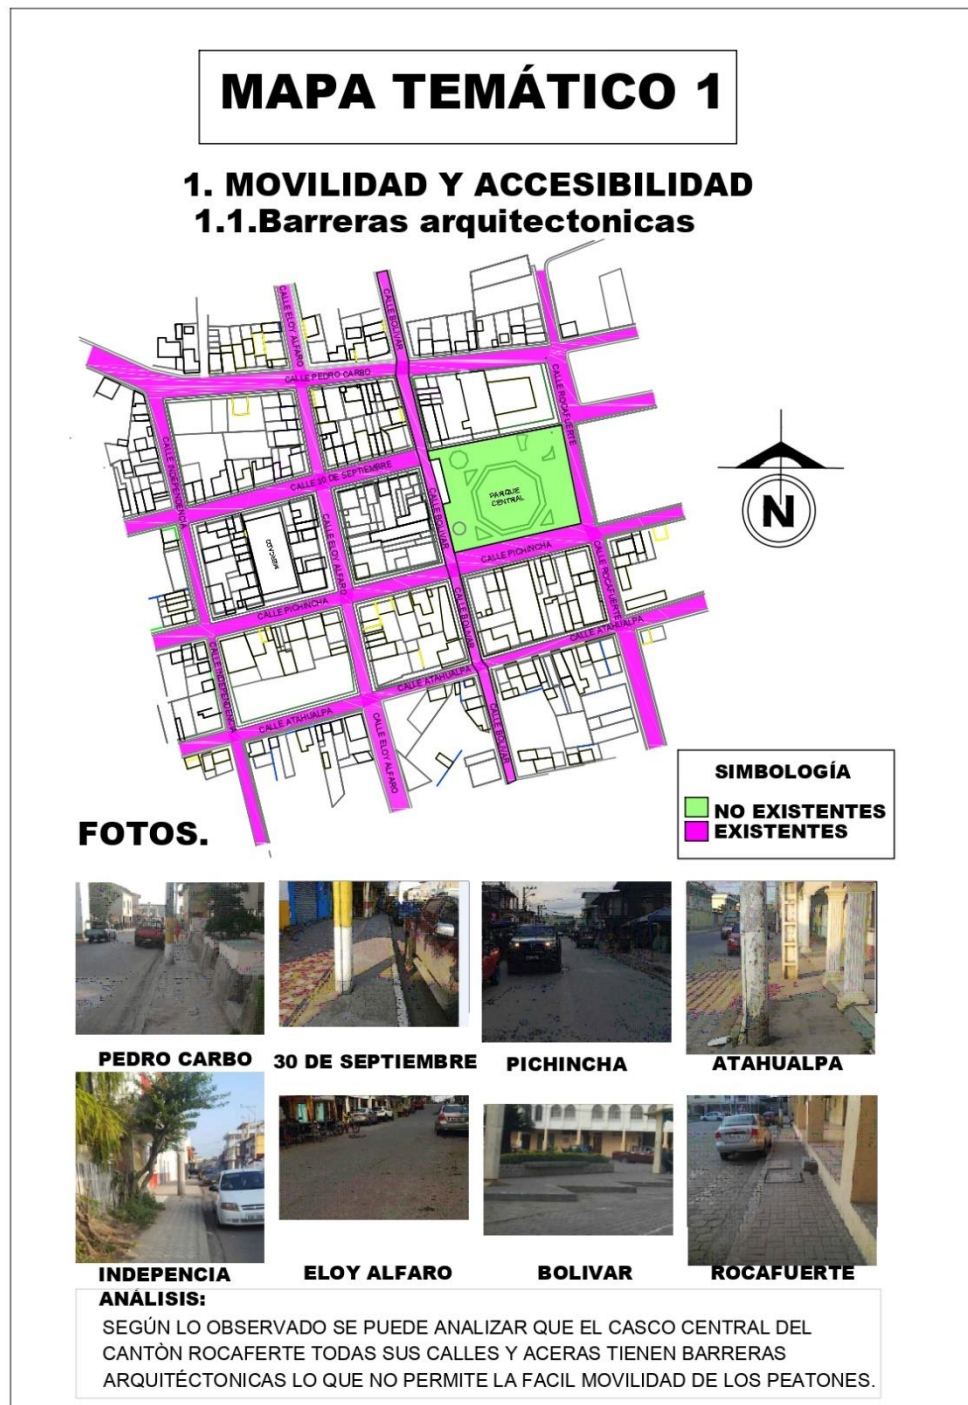 MAPA TEMÁTICO 1
1. MOVILIDAD Y ACCESIBILIDAD
1.1.Barreras arquitectonicas
CALLE ELOY ALFARO
CALLE BOLIVAR
CALLE PEDRO CARBO
CALLE ROCAFUERTE
CALLE INDEPENDENCIA
CALLE 30 DE SEPTIEMBRE
PARQUE
CENTRAL
N
CALLE BOLIVAR
CALLE ELOY ALFARO
MERCADO
CALLE PICHINCHA
CALLE ROCAFUERTE
CALLE PICHINCHA
CALLE BOLIVAR
CALLE ATAHUALPA
CALLE INDEPENDENCIA
CALLE ATAHUALPA
CALLE ATAHUALPA
CALLE ELOY ALFARO
CALLE BOLIVAR
SIMBOLOGÍA
NO EXISTENTES
EXISTENTES
FOTOS.
PEDRO CARBO
30 DE SEPTIEMBRE
PICHINCHA
ATAHUALPA
INDEPENCIA
ELOY ALFARO
BOLIVAR
ROCAFUERTE
ANÁLISIS:
SEGÚN LO OBSERVADO SE PUEDE ANALIZAR QUE EL CASCO CENTRAL DEL
CANTÒN ROCAFERTE TODAS SUS CALLES Y ACERAS TIENEN BARRERAS
ARQUITÉCTONICAS LO QUE NO PERMITE LA FACIL MOVILIDAD DE LOS PEATONES.